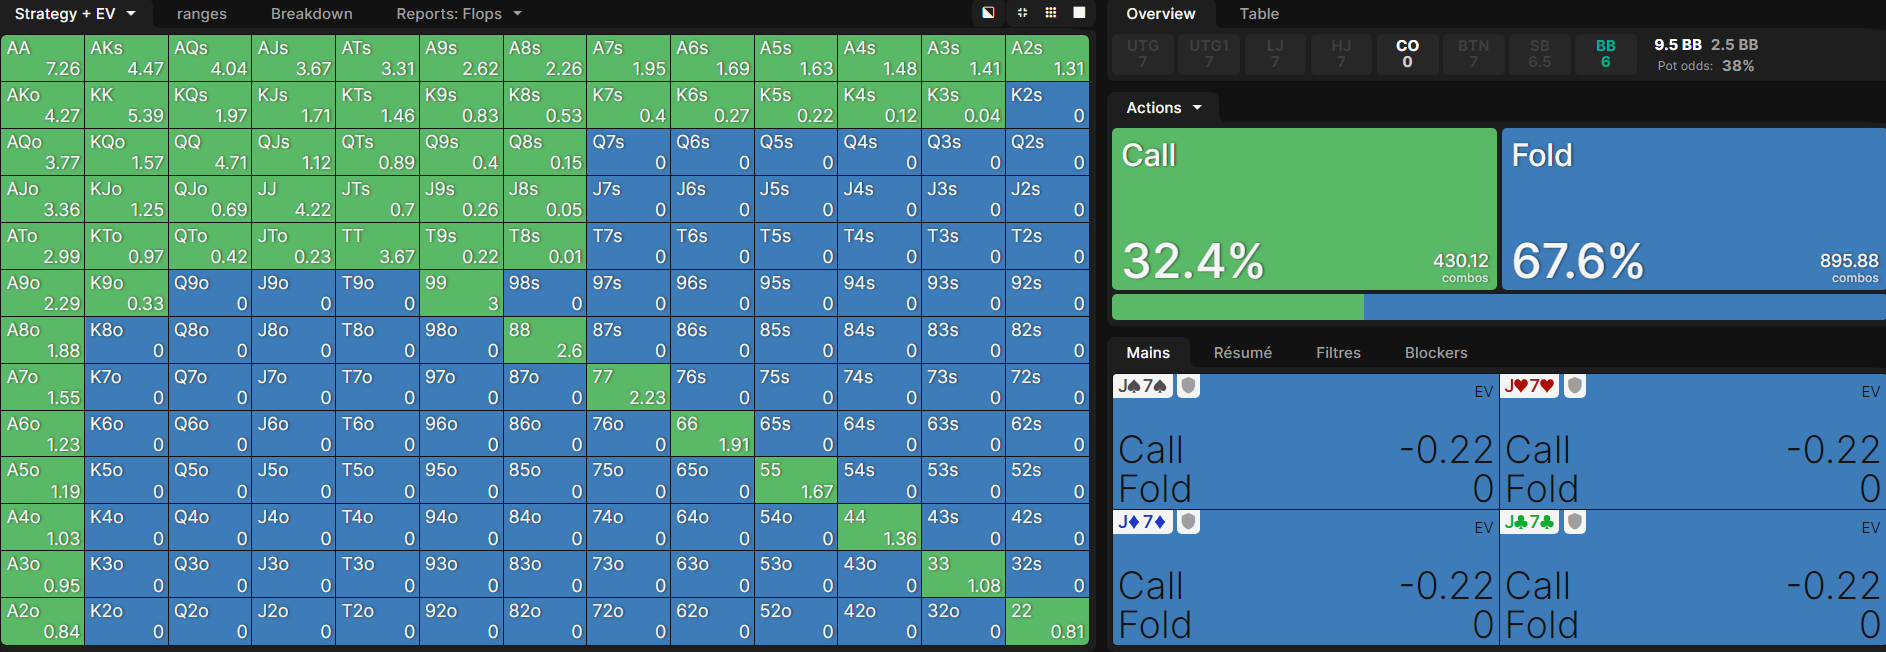 Strategy + EV ranges Breakdown Reports: Flops
AA AKs AQs AJs ATs A9s A8s A7s A6s A5s A4s A3s A2s
7.26 4.47 4.04 3.67 3.31 2.62 2.26 1.95 1.69 1.63 1.48 1.41 1.31
AKo KK KQs KJs KTs K9s K8s K7s K6s K5s K4s K3s K2s
4.27 5.39 1.97 1.71 1.46 0.83 0.53 0.4 0.27 0.22 0.12 0.04 0
AQo KQo QQ QJs QTs Q9s Q8s Q7s Q6s Q5s Q4s Q3s Q2s
3.77 1.57 4.71 1.12 0.89 0.4 0.15 0 0 0 0 0 0
AJo KJo QJo JJ JTs J9s J8s J7s J6s J5s J4s J3s J2s
3.36 1.25 0.69 4.22 0.7 0.26 0.05 0 0 0 0 0 0
ATo KTo QTo JTo TT T9s T8s T7s T6s T5s T4s T3s T2s
2.99 0.97 0.42 0.23 3.67 0.22 0.01 0 0 0 0 0 0
A9o K9o Q9o J9o T9o 99 98s 97s 96s 95s 94s 93s 92s
2.29 0.33 0 0 0 3 0 0 0 0 0 0 0
A8o K8o Q8o J8o T8o 98o 88 87s 86s 85s 84s 83s 82s
1.88 0 0 0 0 0 2.6 0 0 0 0 0 0
A7o K7o Q7o J7o T7o 97o 87o 77 76s 75s 74s 73s 72s
1.55 0 0 0 0 0 0 2.23 0 0 0 0 0
A6o K6o Q6o J6o T6o 96o 86o 76o 66 65s 64s 63s 62s
1.23 0 0 0 0 0 0 0 1.91 0 0 0 0
A5o K5o Q5o J5o T5o 95o 85o 75o 65o 55 54s 53s 52s
1.19 0 0 0 0 0 0 0 0 1.67 0 0 0
A4o K4o Q4o J4o T4o 94o 84o 74o 64o 54o 44 43s 42s
1.03 0 0 0 0 0 0 0 0 0 1.36 0 0
A3o K3o Q3o J3o T3o 93o 83o 73o 63o 53o 43o 33 32s
0.95 0 0 0 0 0 0 0 0 0 0 1.08 0
A2o K2o Q2o J2o T2o 92o 82o 72o 62o 52o 42o 32o 22
0.84 0 0 0 0 0 0 0 0 0 0 0 0.81
Overview Table
UTG UTG1 LJ HJ CO BTN SB BB
7 7 7 7 0 7 6.5 6
9.5 BB 2.5 BB
Pot odds: 38%
Actions
Call Fold
32.4% 430.12 combos 67.6% 895.88 combos
Mains Résumé Filtres Blockers
J♠7♠ EV J♥7♥ EV
Call -0.22 Call -0.22
Fold 0 Fold 0
J♦7♦ EV J♣7♣ EV
Call -0.22 Call -0.22
Fold 0 Fold 0